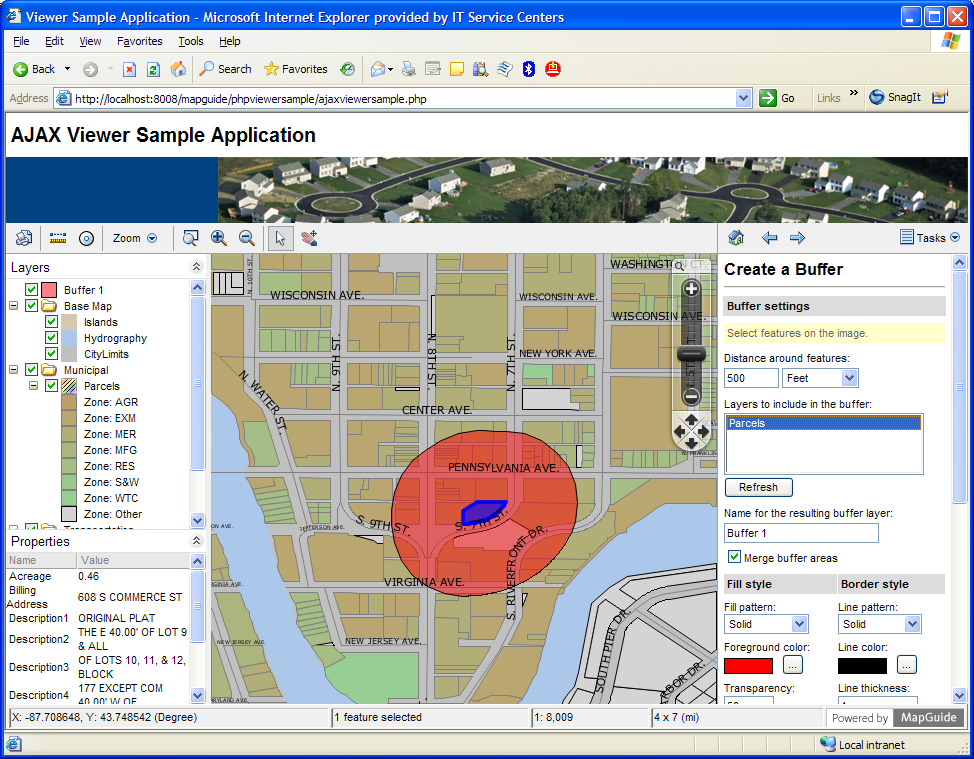 Viewer Sample Application - Microsoft Internet Explorer provided by IT Service Centers
File Edit View Favorites Tools Help
Back Search Favorites
Address http://localhost:8008/mapguide/phpviewersample/ajaxviewersample.php Go Links » SnagIt
AJAX Viewer Sample Application
Zoom Tasks
Layers
Buffer 1
Base Map
Islands
Hydrography
CityLimits
Municipal
Parcels
Zone: AGR
Zone: EXM
Zone: MER
Zone: MFG
Zone: RES
Zone: S&W
Zone: WTC
Zone: Other
Transportation
Properties
Name Value
Acreage 0.46
Billing Address 608 S COMMERCE ST
Description1 ORIGINAL PLAT
Description2 THE E 40.00' OF LOT 9 & ALL
Description3 OF LOTS 10, 11, & 12, BLOCK
Description4 177 EXCEPT COM 40.00' W OF
N. 10TH ST.
WASHINGTON CT.
WISCONSIN AVE.
WISCONSIN AVE.
WISCONSIN AVE.
N. 9TH ST.
N. 8TH ST.
N. 7TH ST.
NEW YORK AVE.
N. WATER ST.
CENTER AVE.
N. FRANKLIN
PENNSYLVANIA AVE.
S. 9TH ST.
S. 7TH ST.
S. RIVERFRONT DR.
VIRGINIA AVE.
NEW JERSEY AVE.
NEW JERSEY AVE.
SOUTH PIER DR.
Create a Buffer
Buffer settings
Select features on the image.
Distance around features:
500 Feet
Layers to include in the buffer:
Parcels
Refresh
Name for the resulting buffer layer:
Buffer 1
Merge buffer areas
Fill style Border style
Fill pattern: Line pattern:
Solid Solid
Foreground color: Line color:
... ...
Transparency: Line thickness:
X: -87.708648, Y: 43.748542 (Degree) 1 feature selected 1: 8,009 4 x 7 (mi) Powered by MapGuide
Local intranet